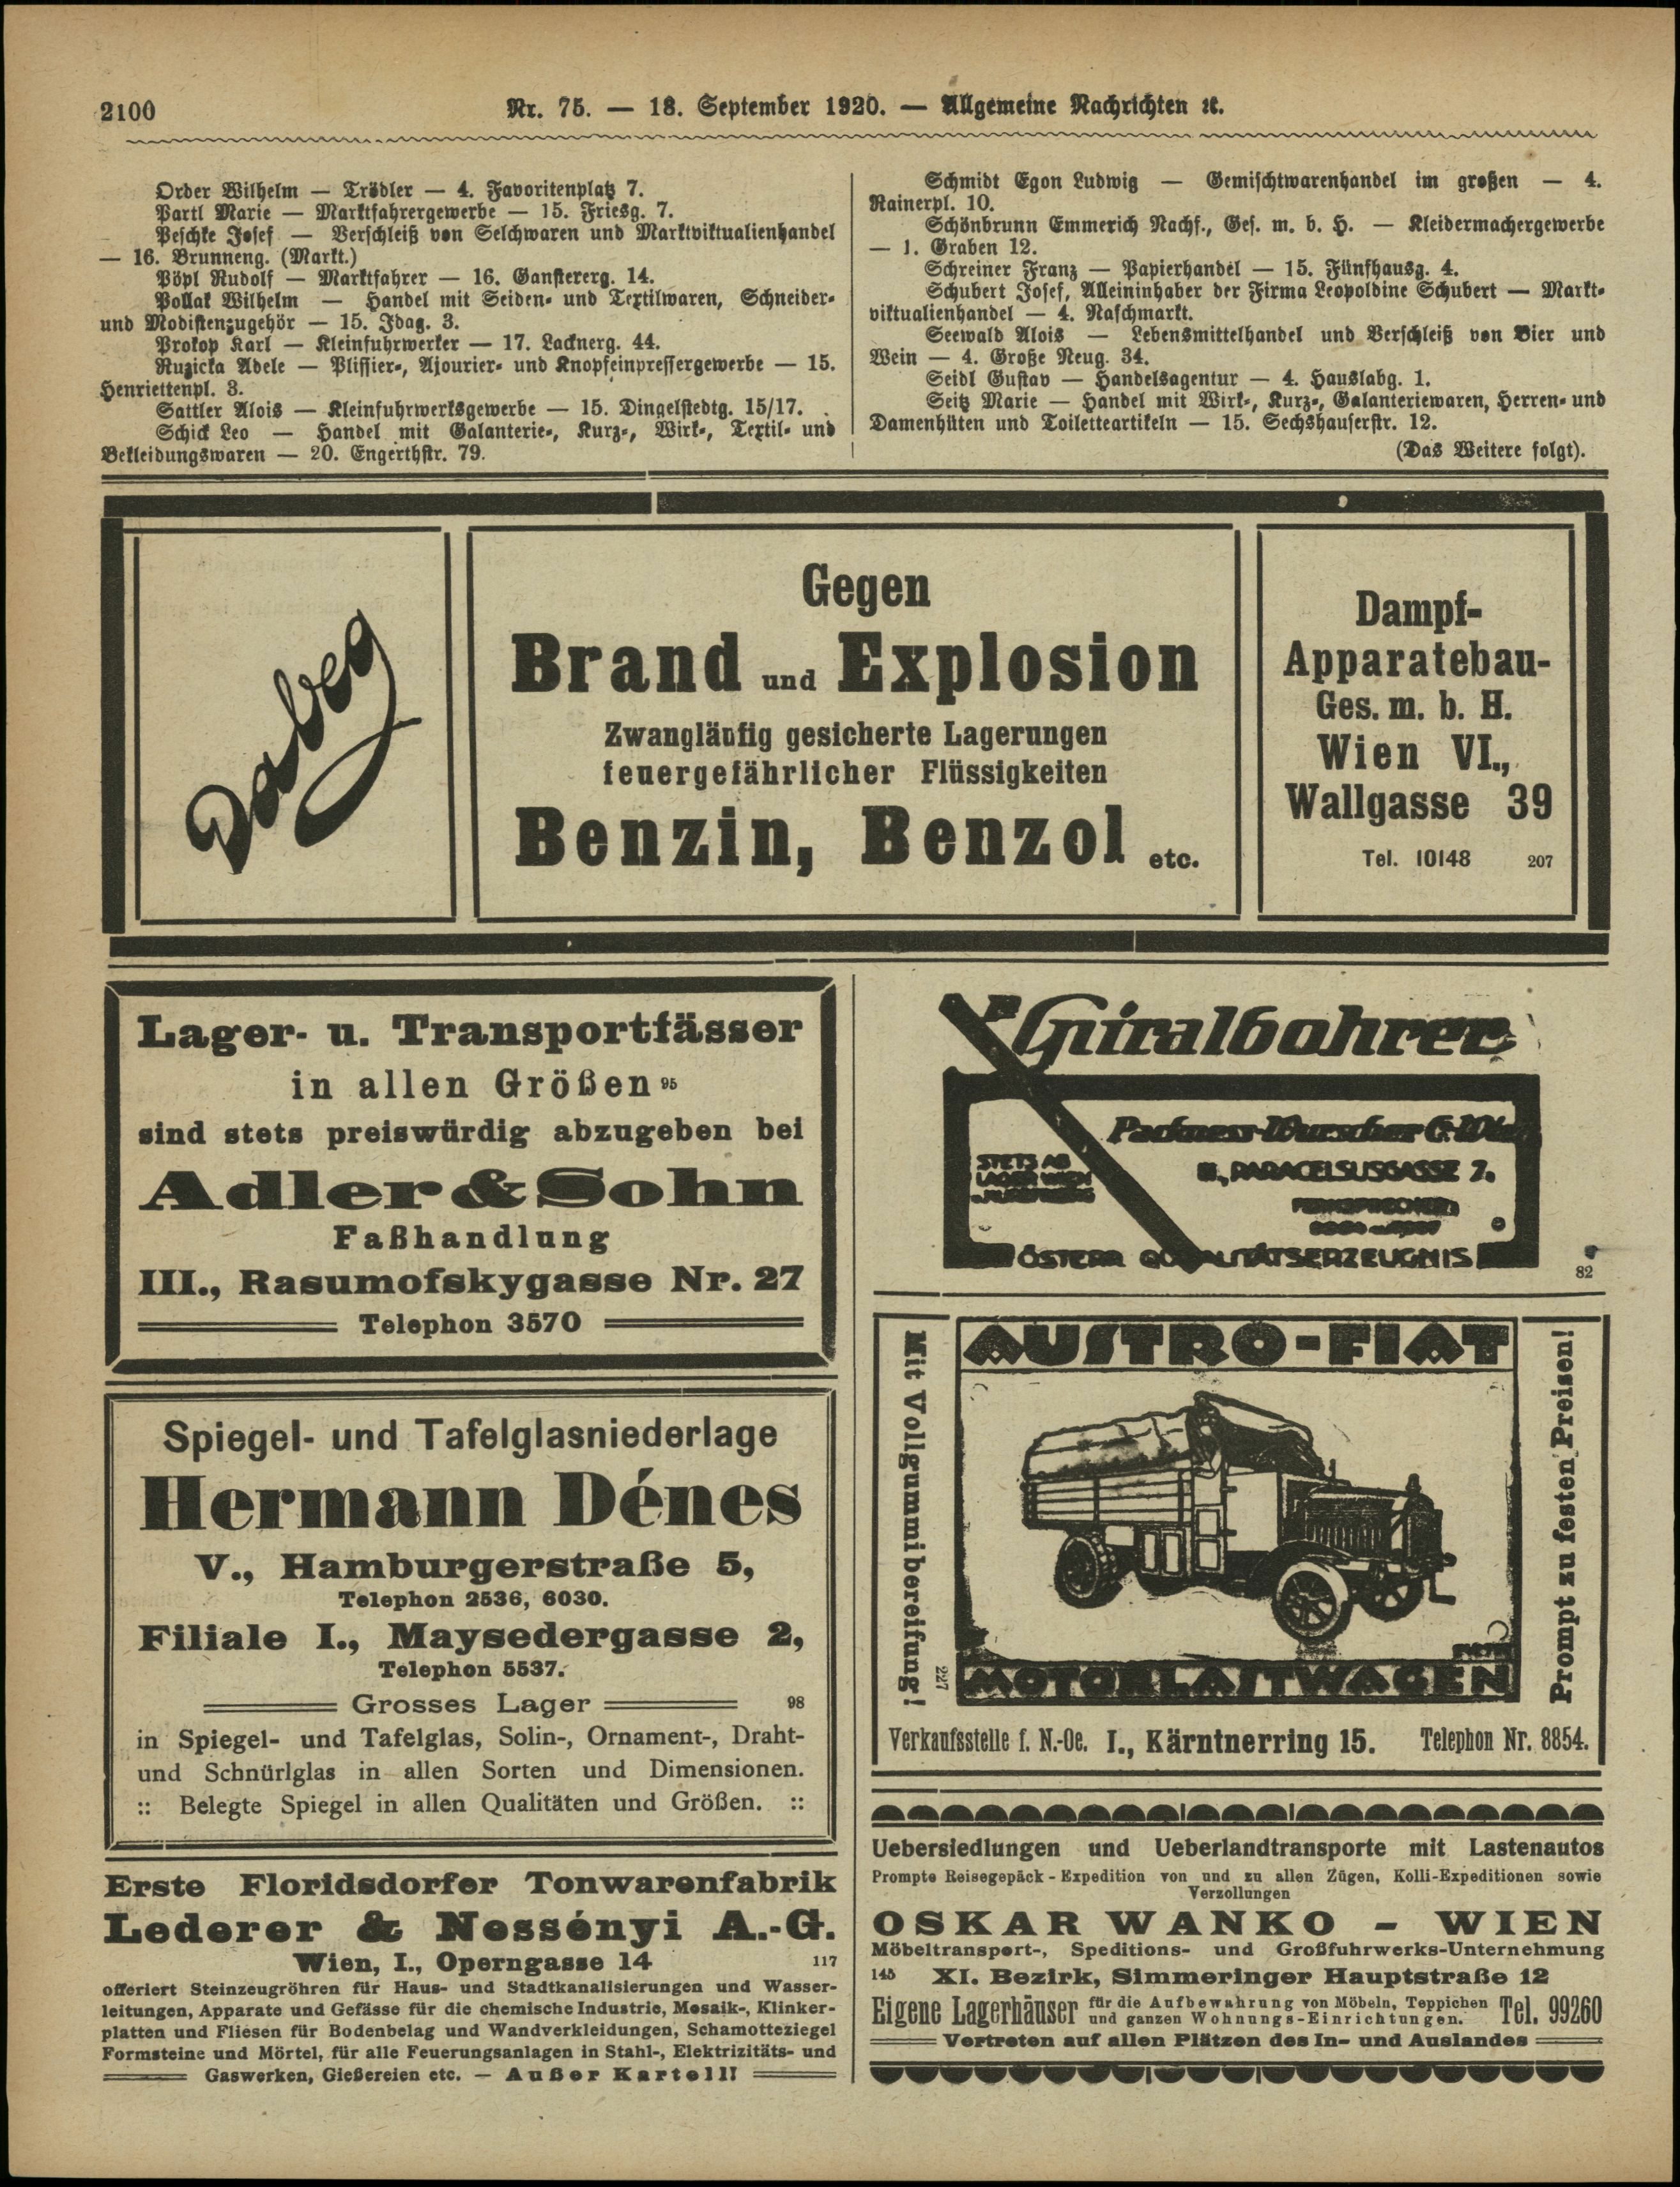 2100
Nr. 75. — 18. September 1920. — Allgemeine Nachrichten ꝛc.
Order Wilhelm — Trödler — 4. Favoritenplatz 7.
Partl Marie — Marktfahrergewerbe — 15. Friesg. 7.
Peschke Josef — Verschleiß von Selchwaren und Marktviktualienhandel
— 16. Brunneng. (Markt.)
Pöpl Rudolf — Marktfahrer — 16. Ganstererg. 14.
Pollak Wilhelm — Handel mit Seiden- und Textilwaren, Schneider-
und Modistenzugehör — 15. Idag. 3.
Prokop Karl — Kleinfuhrwerker — 17. Lacknerg. 44.
Ruzicka Adele — Plissier-, Ajourier- und Knopfeinpressergewerbe — 15.
Henriettenpl. 3.
Sattler Alois — Kleinfuhrwerksgewerbe — 15. Dingelstedtg. 15/17.
Schick Leo — Handel mit Galanterie-, Kurz-, Wirk-, Textil- und
Bekleidungswaren — 20. Engerthstr. 79.
Schmidt Egon Ludwig — Gemischtwarenhandel im großen — 4.
Rainerpl. 10.
Schönbrunn Emmerich Nachf., Ges. m. b. H. — Kleidermachergewerbe
— 1. Graben 12.
Schreiner Franz — Papierhandel — 15. Fünfhausg. 4.
Schubert Josef, Alleininhaber der Firma Leopoldine Schubert — Markt-
viktualienhandel — 4. Naschmarkt.
Seewald Alois — Lebensmittelhandel und Verschleiß von Bier und
Wein — 4. Große Neug. 34.
Seidl Gustav — Handelsagentur — 4. Hauslabg. 1.
Seitz Marie — Handel mit Wirk-, Kurz-, Galanteriewaren, Herren- und
Damenhüten und Toiletteartikeln — 15. Sechshauserstr. 12.
(Das Weitere folgt).
Dabeg
Gegen
Brand und Explosion
Zwangläufig gesicherte Lagerungen
feuergefährlicher Flüssigkeiten
Benzin, Benzol etc.
Dampf-
Apparatebau-
Ges. m. b. H.
Wien VI.,
Wallgasse 39
Tel. 10148 207
Lager- u. Transportfässer
in allen Größen 95
sind stets preiswürdig abzugeben bei
Adler & Sohn
Faßhandlung
III., Rasumofskygasse Nr. 27
Telephon 3570
Spiegel- und Tafelglasniederlage
Hermann Dénes
V., Hamburgerstraße 5,
Telephon 2536, 6030.
Filiale I., Maysedergasse 2,
Telephon 5537.
Grosses Lager 98
in Spiegel- und Tafelglas, Solin-, Ornament-, Draht-
und Schnürlglas in allen Sorten und Dimensionen.
:: Belegte Spiegel in allen Qualitäten und Größen. ::
Erste Floridsdorfer Tonwarenfabrik
Lederer & Nessényi A.-G.
Wien, I., Operngasse 14 117
offeriert Steinzeugröhren für Haus- und Stadtkanalisierungen und Wasser-
leitungen, Apparate und Gefässe für die chemische Industrie, Mosaik-, Klinker-
platten und Fliesen für Bodenbelag und Wandverkleidungen, Schamotteziegel
Formsteine und Mörtel, für alle Feuerungsanlagen in Stahl-, Elektrizitäts- und
Gaswerken, Gießereien etc. — Außer Kartell!
Spiralbohrer
STETS AB
LAGER WIEN
PARACELSUSGASSE 7.
FERNSPRECHER
ÖSTERR QUALITÄTSERZEUGNIS
82
AUSTRO-FIAT
Mit Vollgummibereifung!
227
Prompt zu festen Preisen!
MOTORLASTWAGEN
Verkaufsstelle f. N.-Oe. I., Kärntnerring 15. Telephon Nr. 8854.
Uebersiedlungen und Ueberlandtransporte mit Lastenautos
Prompte Reisegepäck-Expedition von und zu allen Zügen, Kolli-Expeditionen sowie
Verzollungen
OSKAR WANKO - WIEN
Möbeltransport-, Speditions- und Großfuhrwerks-Unternehmung
145 XI. Bezirk, Simmeringer Hauptstraße 12
Eigene Lagerhäuser für die Aufbewahrung von Möbeln, Teppichen und ganzen Wohnungs-Einrichtungen. Tel. 99260
Vertreten auf allen Plätzen des In- und Auslandes